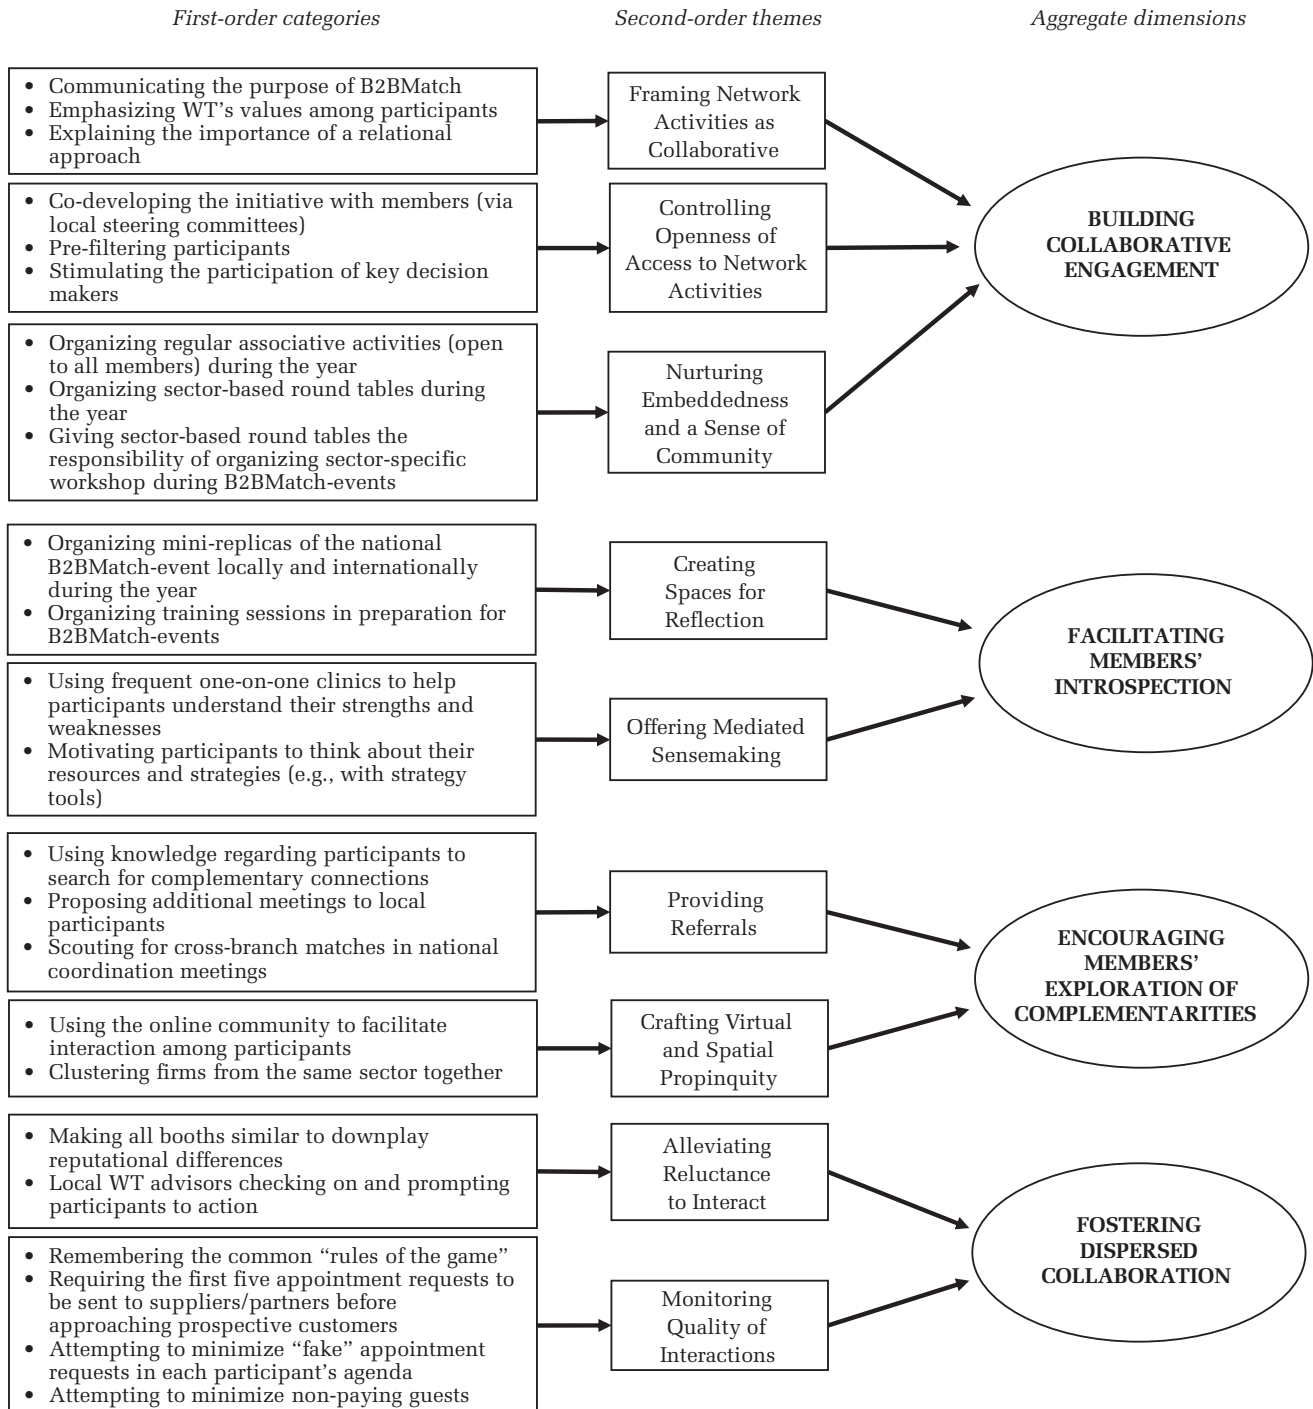 First-order categories
Second-order themes
Aggregate dimensions
• Communicating the purpose of B2BMatch
• Emphasizing WT's values among participants
• Explaining the importance of a relational
approach
Framing Network
Activities as
Collaborative
• Co-developing the initiative with members (via
local steering committees)
• Pre-filtering participants
• Stimulating the participation of key decision
makers
Controlling
Openness of
Access to Network
Activities
• Organizing regular associative activities (open
to all members) during the year
• Organizing sector-based round tables during
the year
• Giving sector-based round tables the
responsibility of organizing sector-specific
workshop during B2BMatch-events
Nurturing
Embeddedness
and a Sense of
Community
BUILDING
COLLABORATIVE
ENGAGEMENT
• Organizing mini-replicas of the national
B2BMatch-event locally and internationally
during the year
• Organizing training sessions in preparation for
B2BMatch-events
Creating
Spaces for
Reflection
• Using frequent one-on-one clinics to help
participants understand their strengths and
weaknesses
• Motivating participants to think about their
resources and strategies (e.g., with strategy
tools)
Offering Mediated
Sensemaking
FACILITATING
MEMBERS'
INTROSPECTION
• Using knowledge regarding participants to
search for complementary connections
• Proposing additional meetings to local
participants
• Scouting for cross-branch matches in national
coordination meetings
Providing
Referrals
• Using the online community to facilitate
interaction among participants
• Clustering firms from the same sector together
Crafting Virtual
and Spatial
Propinquity
ENCOURAGING
MEMBERS'
EXPLORATION OF
COMPLEMENTARITIES
• Making all booths similar to downplay
reputational differences
• Local WT advisors checking on and prompting
participants to action
Alleviating
Reluctance
to Interact
• Remembering the common "rules of the game"
• Requiring the first five appointment requests to
be sent to suppliers/partners before
approaching prospective customers
• Attempting to minimize "fake" appointment
requests in each participant's agenda
• Attempting to minimize non-paying guests
Monitoring
Quality of
Interactions
FOSTERING
DISPERSED
COLLABORATION